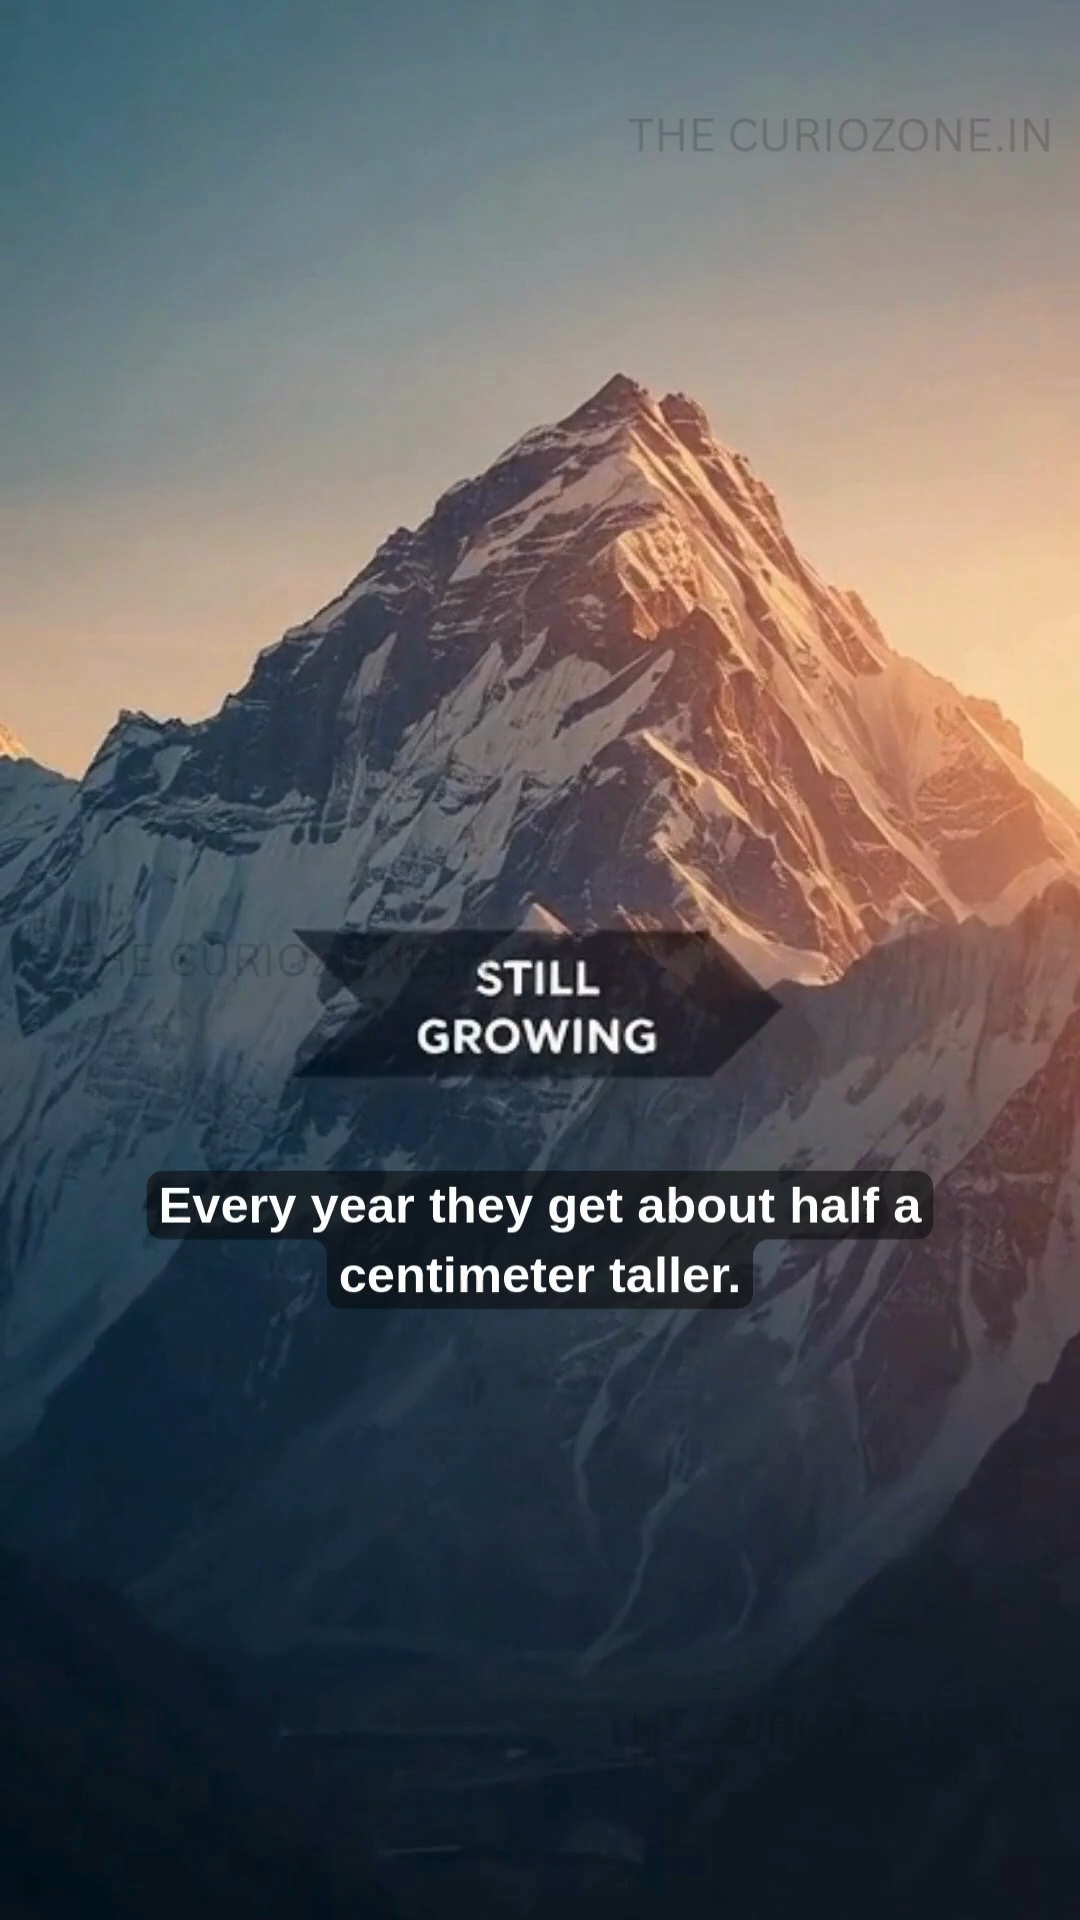 THE CURIOZONE.IN
STILL
GROWING
Every year they get about half a
centimeter taller.